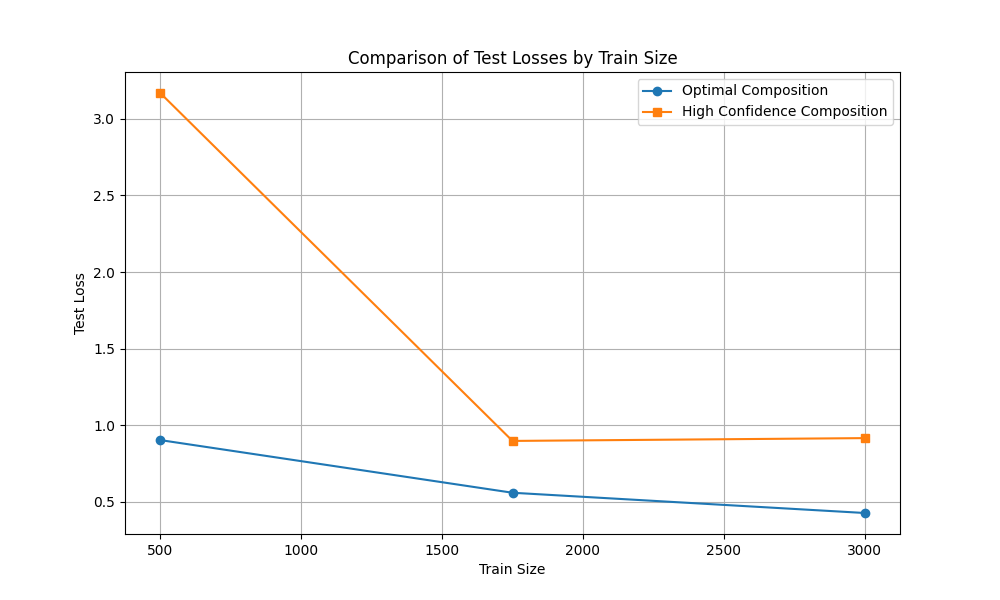 Comparison of Test Losses by Train Size
Optimal Composition
High Confidence Composition
3.0
2.5
2.0
1.5
1.0
0.5
Test Loss
500
1000
1500
2000
2500
3000
Train Size